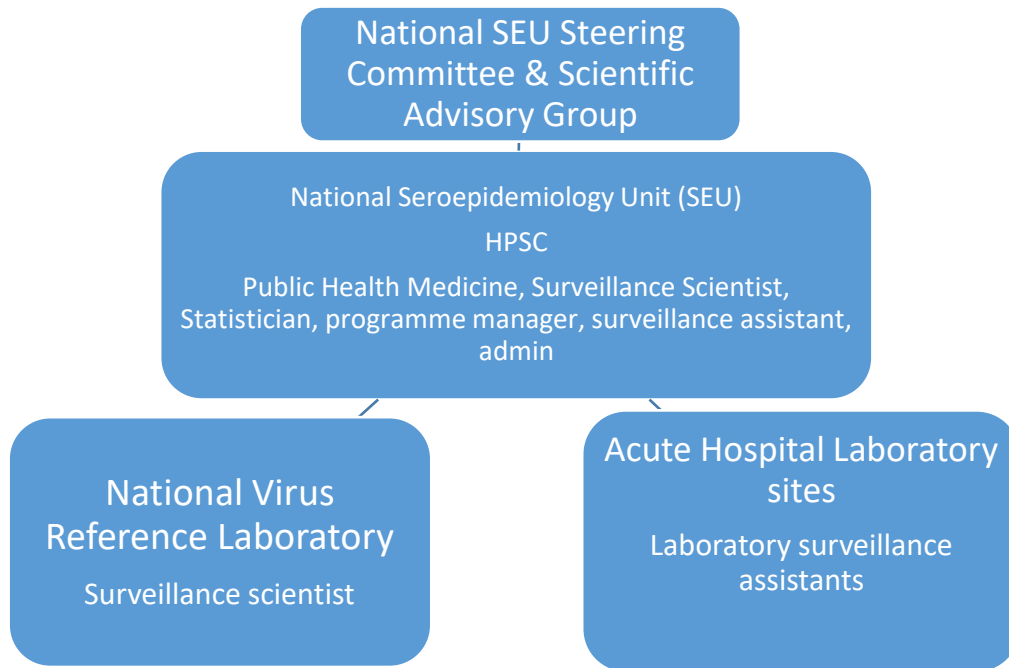 National SEU Steering
Committee & Scientific
Advisory Group
National Seroepidemiology Unit (SEU)
HPSC
Public Health Medicine, Surveillance Scientist,
Statistician, programme manager, surveillance assistant,
admin
National Virus
Reference Laboratory
Surveillance scientist
Acute Hospital Laboratory
sites
Laboratory surveillance
assistants